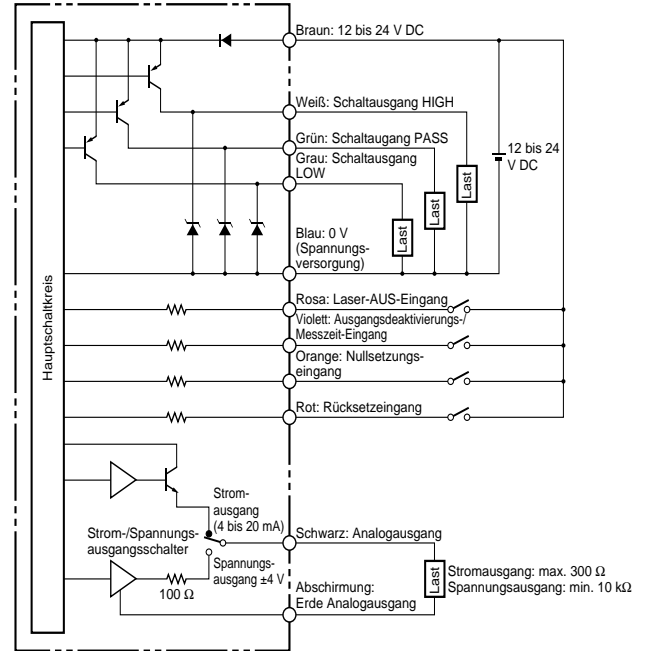 Braun: 12 bis 24 V DC
Weiß: Schaltausgang HIGH
Grün: Schaltaugang PASS
Grau: Schaltausgang
LOW
12 bis 24
V DC
Last
Last
Last
Blau: 0 V
(Spannungs-
versorgung)
Hauptschaltkreis
Rosa: Laser-AUS-Eingang
Violett: Ausgangsdeaktivierungs-/
Messzeit-Eingang
Orange: Nullsetzungs-
eingang
Rot: Rücksetzeingang
Strom-
ausgang
(4 bis 20 mA)
Strom-/Spannungs-
ausgangsschalter
Schwarz: Analogausgang
Spannungs-
ausgang ±4 V
100 Ω
Abschirmung:
Erde Analogausgang
Last
Stromausgang: max. 300 Ω
Spannungsausgang: min. 10 kΩ